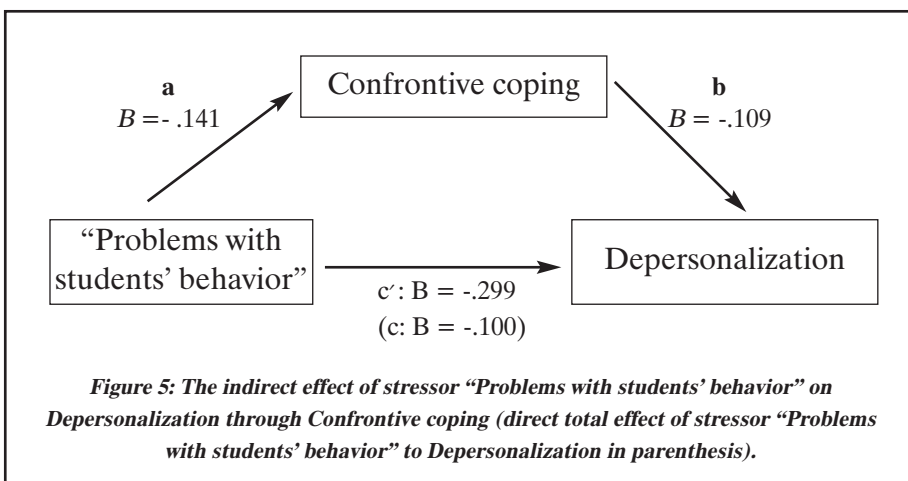 Confrontive coping
a
B =- .141
b
B = -.109
“Problems with
students’ behavior”
Depersonalization
c′: B = -.299
(c: B = -.100)
Figure 5: The indirect effect of stressor “Problems with students’ behavior” on
Depersonalization through Confrontive coping (direct total effect of stressor “Problems
with students’ behavior” to Depersonalization in parenthesis).